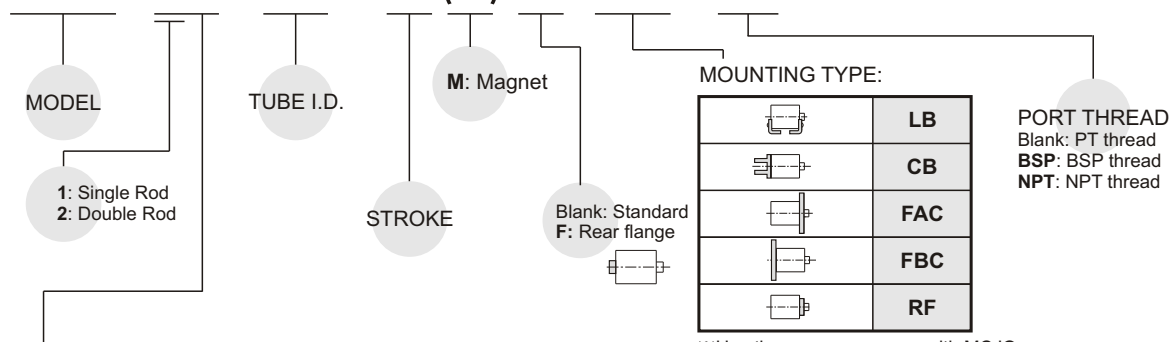 MODEL
1: Single Rod
2: Double Rod
TUBE I.D.
STROKE
M: Magnet
Blank: Standard
F: Rear flange
MOUNTING TYPE:
LB
CB
FAC
FBC
RF
PORT THREAD
Blank: PT thread
BSP: BSP thread
NPT: NPT thread